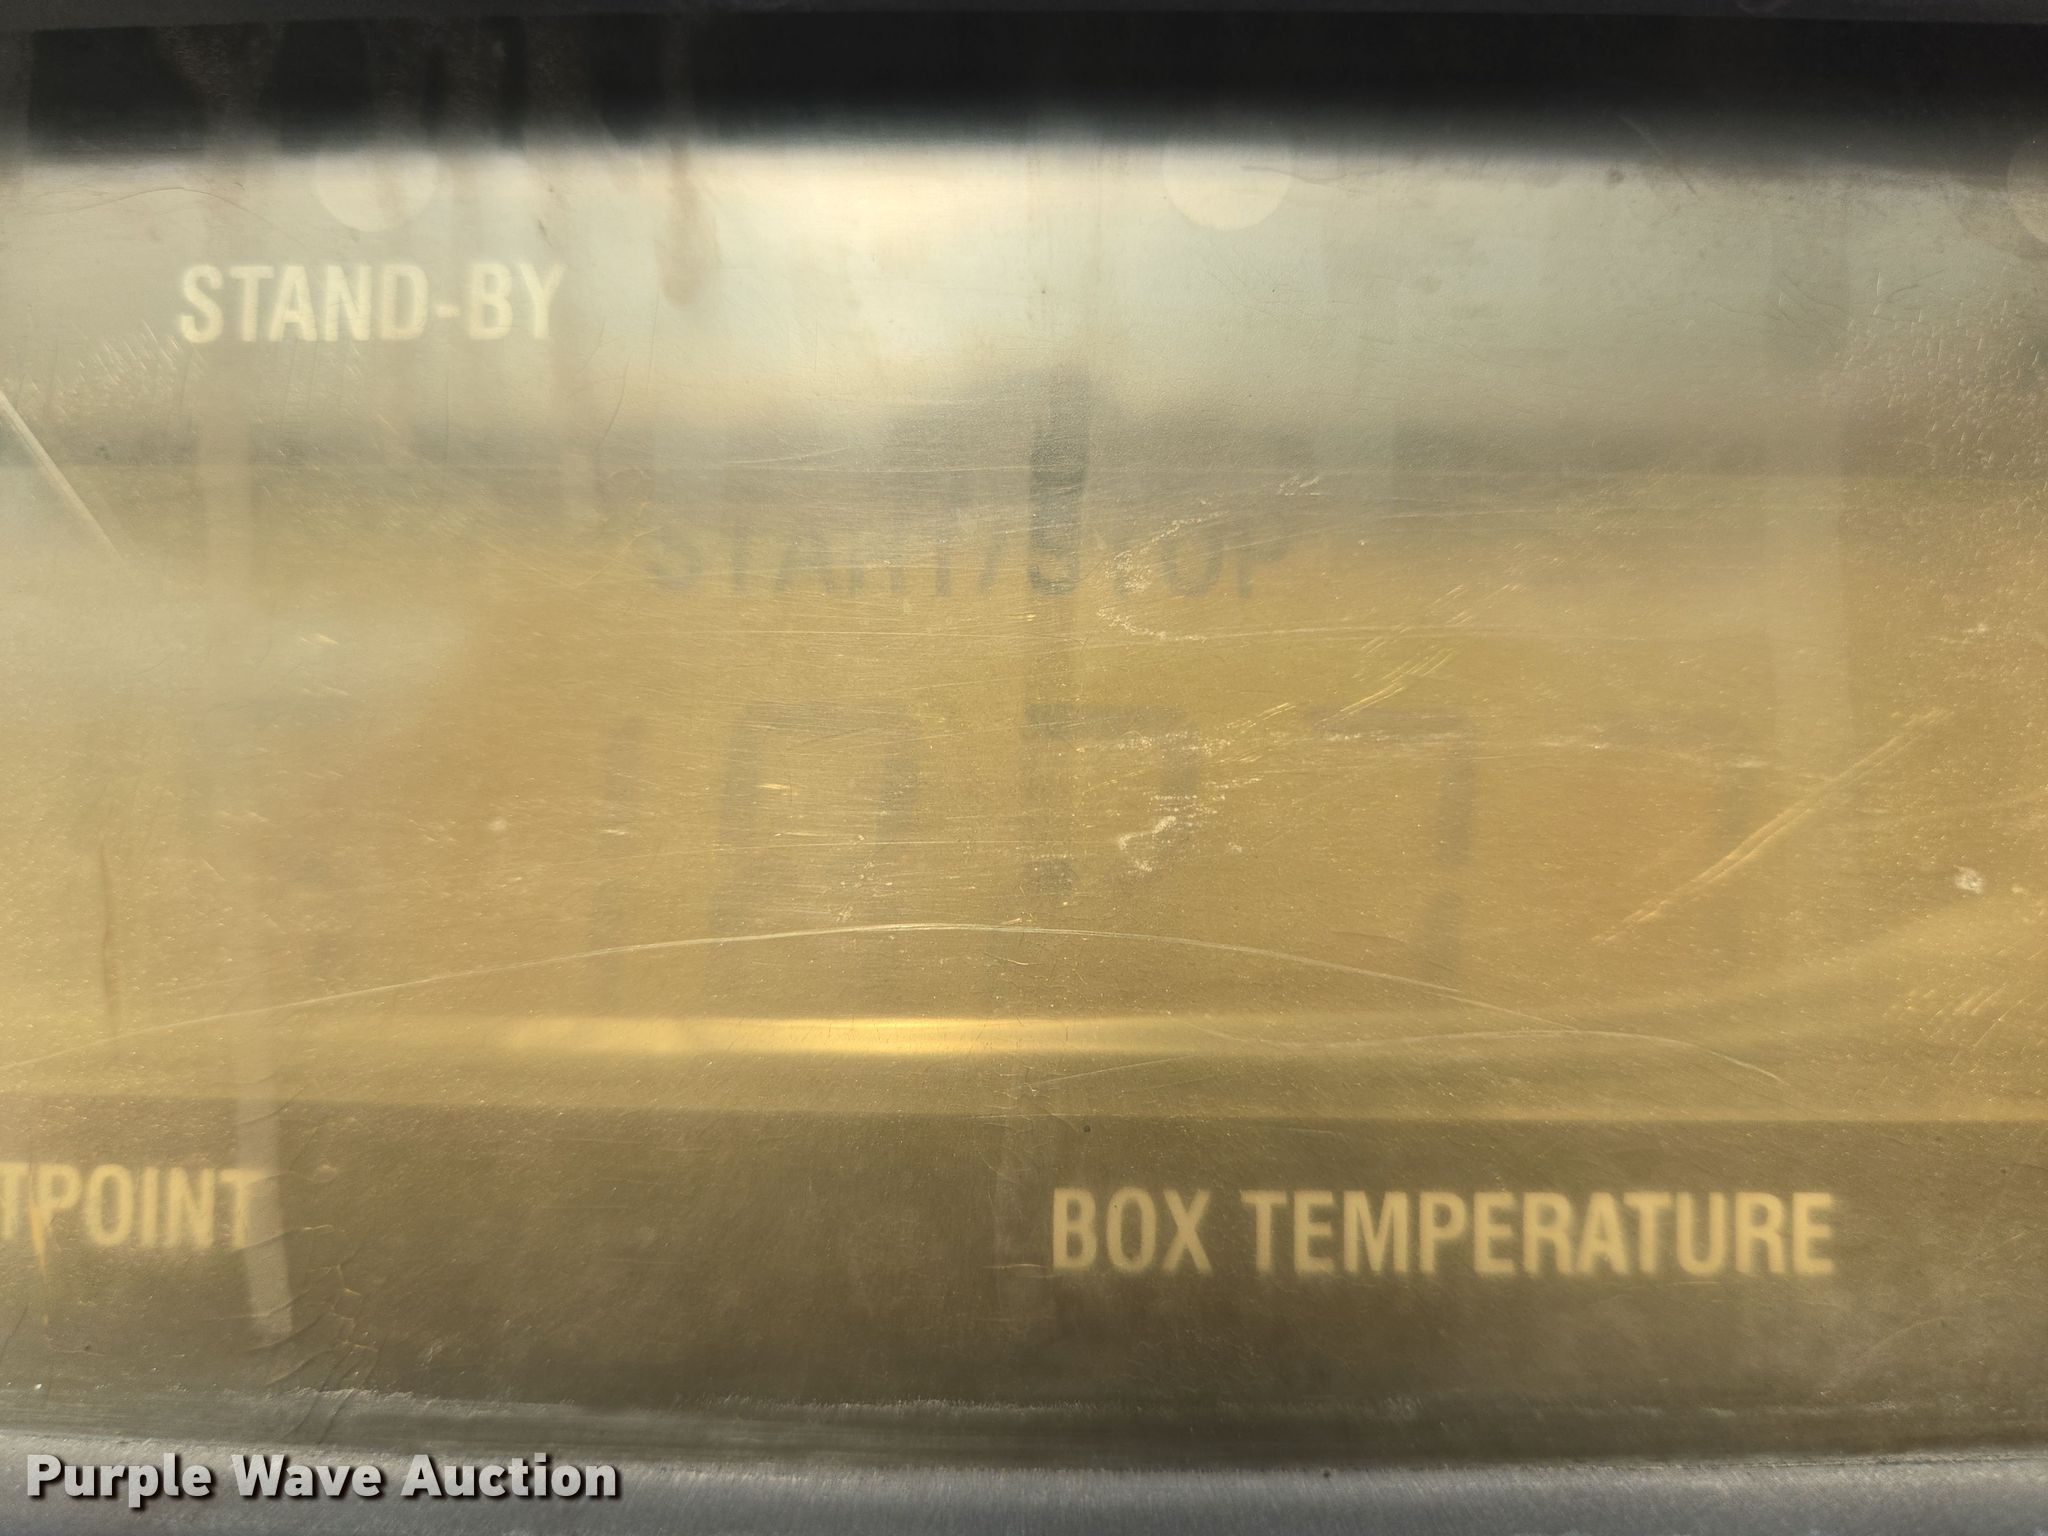 STAND-BY
START/STOP
TPOINT
BOX TEMPERATURE
Purple Wave Auction